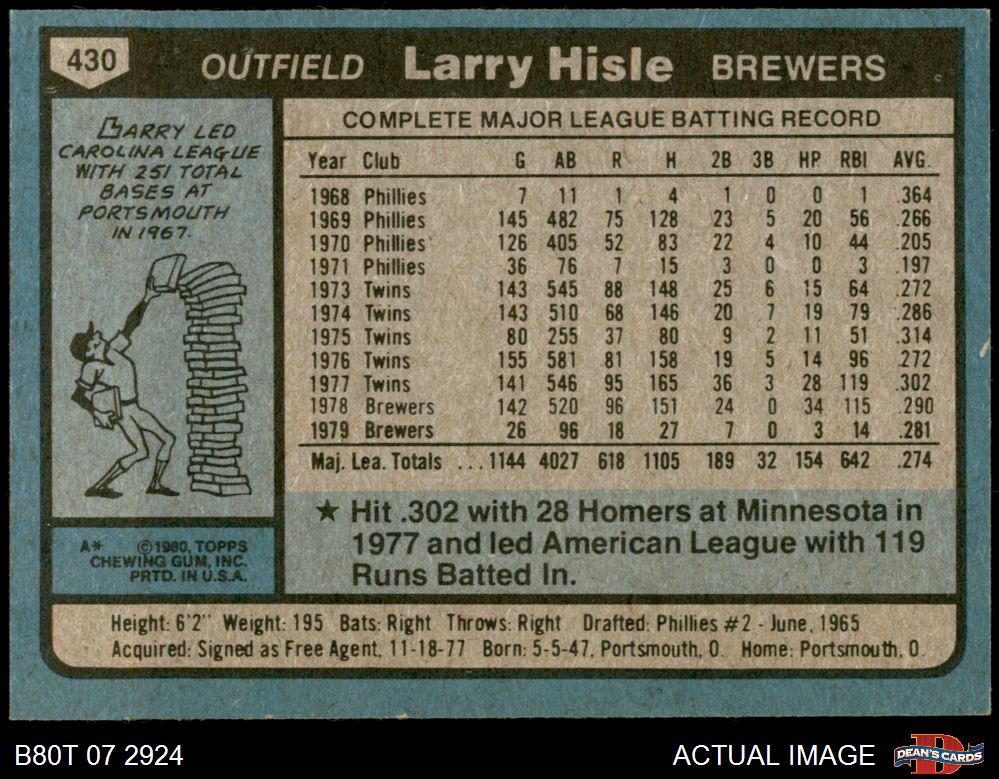 430 OUTFIELD Larry Hisle BREWERS
LARRY LED
CAROLINA LEAGUE
WITH 251 TOTAL
BASES AT
PORTSMOUTH
IN 1967.
A* ©1980, TOPPS
CHEWING GUM, INC.
PRTD. IN U.S.A.
COMPLETE MAJOR LEAGUE BATTING RECORD
Year Club G AB R H 2B 3B HP RBI AVG.
1968 Phillies 7 11 1 4 1 0 0 1 .364
1969 Phillies 145 482 75 128 23 5 20 56 .266
1970 Phillies 126 405 52 83 22 4 10 44 .205
1971 Phillies 36 76 7 15 3 0 0 3 .197
1973 Twins 143 545 88 148 25 6 15 64 .272
1974 Twins 143 510 68 146 20 7 19 79 .286
1975 Twins 80 255 37 80 9 2 11 51 .314
1976 Twins 155 581 81 158 19 5 14 96 .272
1977 Twins 141 546 95 165 36 3 28 119 .302
1978 Brewers 142 520 96 151 24 0 34 115 .290
1979 Brewers 26 96 18 27 7 0 3 14 .281
Maj. Lea. Totals ...1144 4027 618 1105 189 32 154 642 .274
★ Hit .302 with 28 Homers at Minnesota in
1977 and led American League with 119
Runs Batted In.
Height: 6'2" Weight: 195 Bats: Right Throws: Right Drafted: Phillies #2 - June, 1965
Acquired: Signed as Free Agent, 11-18-77 Born: 5-5-47, Portsmouth, O. Home: Portsmouth, O.
B80T 07 2924 ACTUAL IMAGE DEAN'S CARDS